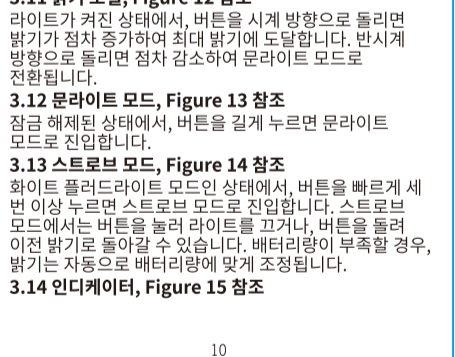 라이트가 켜진 상태에서, 버튼을 시계 방향으로 돌리면
밝기가 점차 증가하여 최대 밝기에 도달합니다. 반시계
방향으로 돌리면 점차 감소하여 문라이트 모드로
전환됩니다.
3.12 문라이트 모드, Figure 13 참조
잠금 해제된 상태에서, 버튼을 길게 누르면 문라이트
모드로 진입합니다.
3.13 스트로브 모드, Figure 14 참조
화이트 플러드라이트 모드인 상태에서, 버튼을 빠르게 세
번 이상 누르면 스트로브 모드로 진입합니다. 스트로브
모드에서는 버튼을 눌러 라이트를 끄거나, 버튼을 돌려
이전 밝기로 돌아갈 수 있습니다. 배터리량이 부족할 경우,
밝기는 자동으로 배터리량에 맞게 조정됩니다.
3.14 인디케이터, Figure 15 참조
10